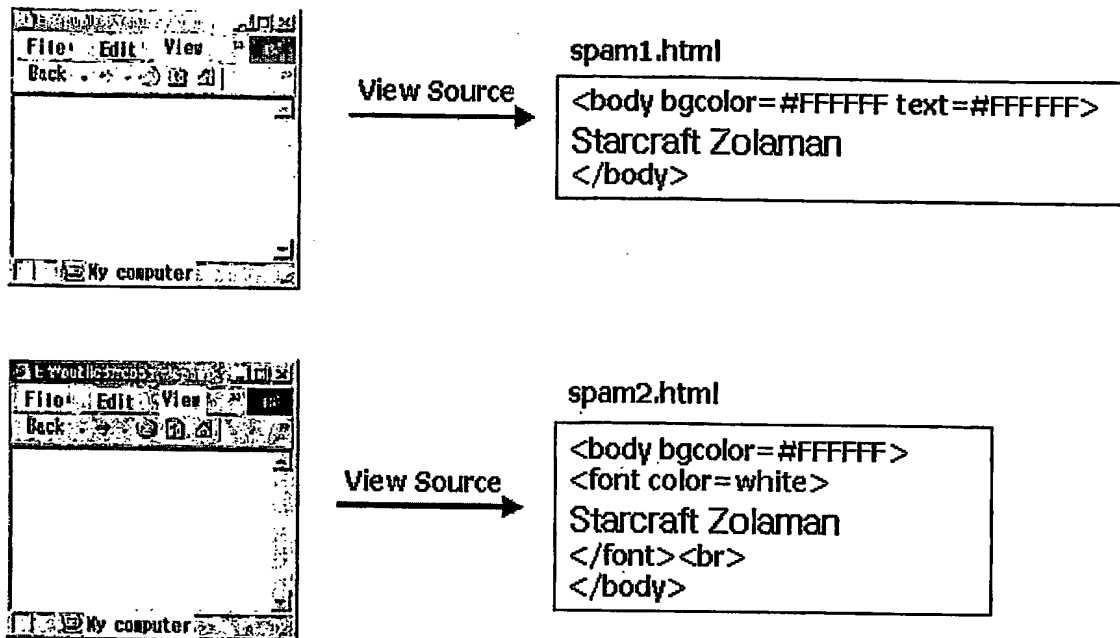 File Edit View
Back
My computer
View Source
spam1.html
<body bgcolor=#FFFFFF text=#FFFFFF>
Starcraft Zolaman
</body>
File Edit View
Back
My computer
View Source
spam2.html
<body bgcolor=#FFFFFF>
<font color=white>
Starcraft Zolaman
</font><br>
</body>